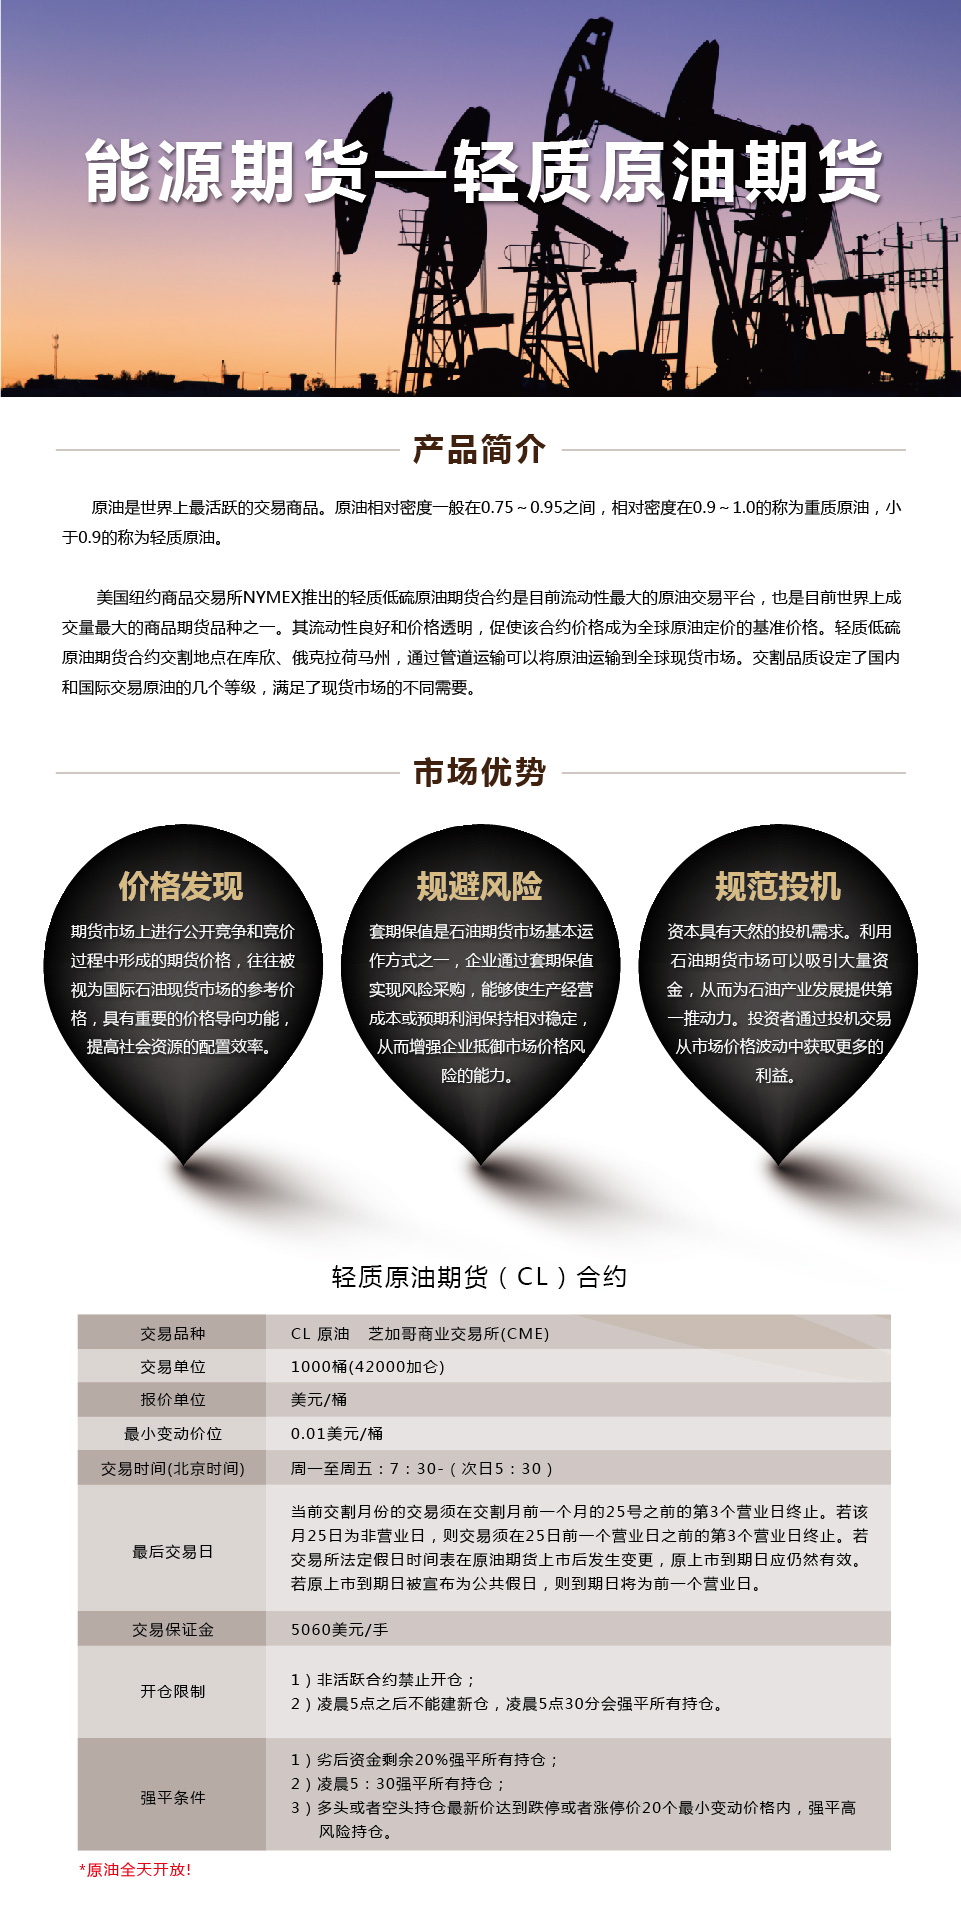 能源期货—轻质原油期货
产品简介
原油是世界上最活跃的交易商品。原油相对密度一般在0.75～0.95之间，相对密度在0.9～1.0的称为重质原油，小
于0.9的称为轻质原油。
美国纽约商品交易所NYMEX推出的轻质低硫原油期货合约是目前流动性最大的原油交易平台，也是目前世界上成
交量最大的商品期货品种之一。其流动性良好和价格透明，促使该合约价格成为全球原油定价的基准价格。轻质低硫
原油期货合约交割地点在库欣、俄克拉荷马州，通过管道运输可以将原油运输到全球现货市场。交割品质设定了国内
和国际交易原油的几个等级，满足了现货市场的不同需要。
市场优势
价格发现
期货市场上进行公开竞争和竞价
过程中形成的期货价格，往往被
视为国际石油现货市场的参考价
格，具有重要的价格导向功能，
提高社会资源的配置效率。
规避风险
套期保值是石油期货市场基本运
作方式之一，企业通过套期保值
实现风险采购，能够使生产经营
成本或预期利润保持相对稳定，
从而增强企业抵御市场价格风
险的能力。
规范投机
资本具有天然的投机需求。利用
石油期货市场可以吸引大量资
金，从而为石油产业发展提供第
一推动力。投资者通过投机交易
从市场价格波动中获取更多的
利益。
轻质原油期货（CL）合约
交易品种 CL 原油 芝加哥商业交易所(CME)
交易单位 1000桶(42000加仑)
报价单位 美元/桶
最小变动价位 0.01美元/桶
交易时间(北京时间) 周一至周五：7：30-（次日5：30）
最后交易日
当前交割月份的交易须在交割月前一个月的25号之前的第3个营业日终止。若该
月25日为非营业日，则交易须在25日前一个营业日之前的第3个营业日终止。若
交易所法定假日时间表在原油期货上市后发生变更，原上市到期日应仍然有效。
若原上市到期日被宣布为公共假日，则到期日将为前一个营业日。
交易保证金 5060美元/手
开仓限制
1）非活跃合约禁止开仓；
2）凌晨5点之后不能建新仓，凌晨5点30分会强平所有持仓。
强平条件
1）劣后资金剩余20%强平所有持仓；
2）凌晨5：30强平所有持仓；
3）多头或者空头持仓最新价达到跌停或者涨停价20个最小变动价格内，强平高
风险持仓。
*原油全天开放!